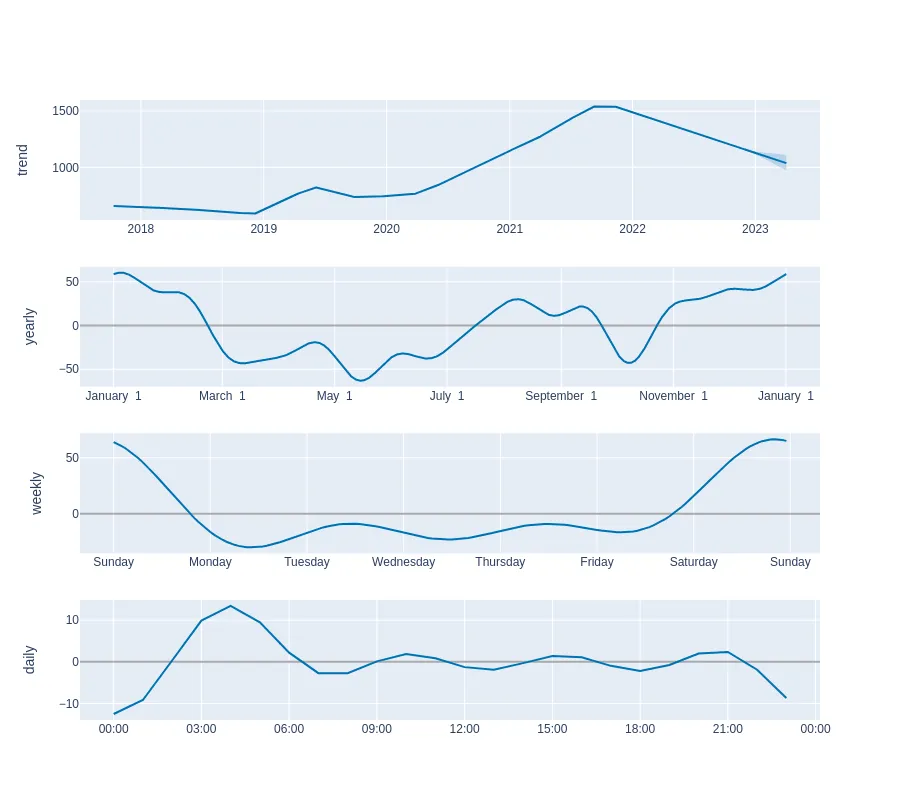 trend
1500
1000
2018 2019 2020 2021 2022 2023
yearly
50
0
−50
January 1 March 1 May 1 July 1 September 1 November 1 January 1
weekly
50
0
Sunday Monday Tuesday Wednesday Thursday Friday Saturday Sunday
daily
10
0
−10
00:00 03:00 06:00 09:00 12:00 15:00 18:00 21:00 00:00